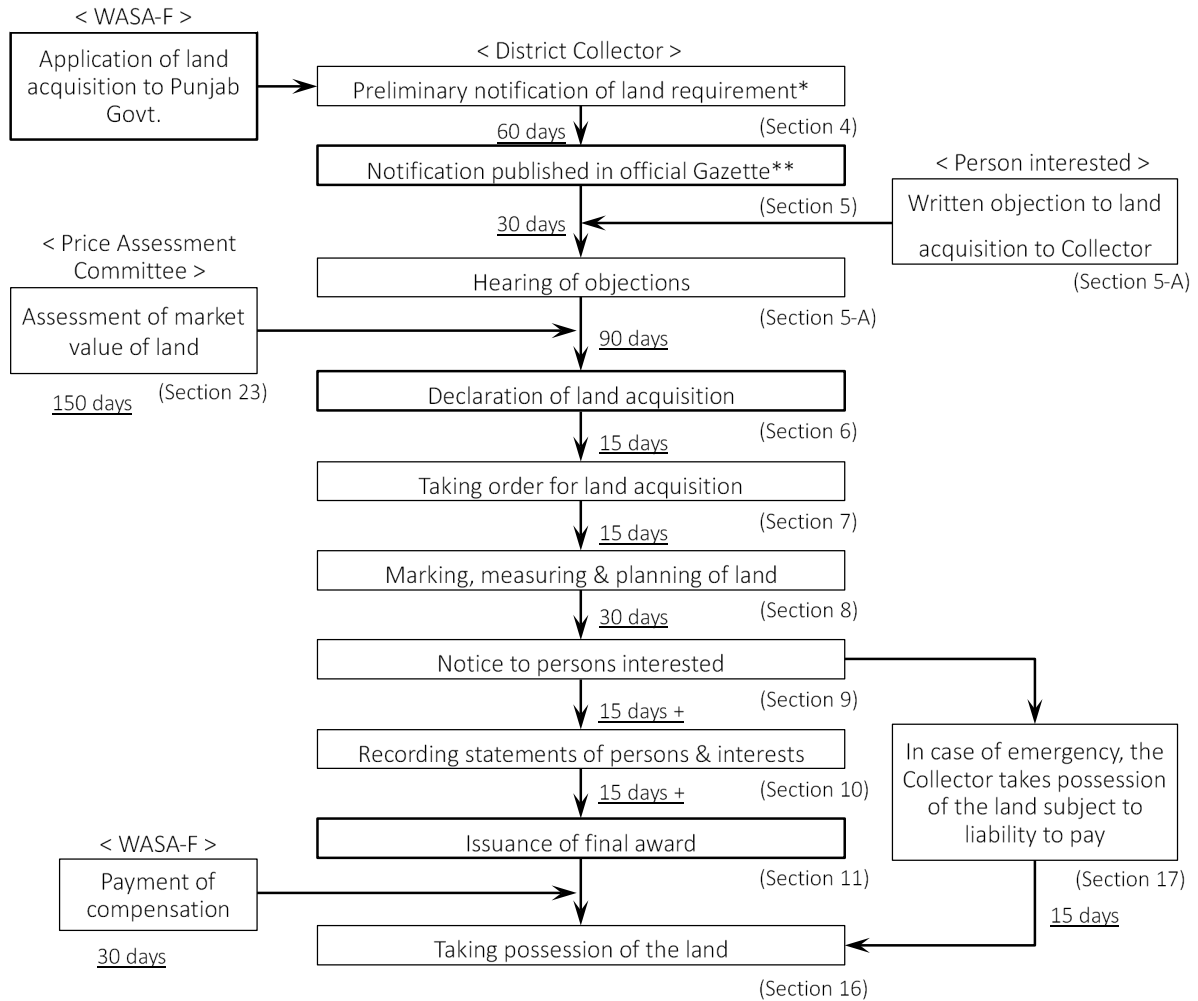 < WASA-F >
Application of land
acquisition to Punjab
Govt.
< District Collector >
Preliminary notification of land requirement*
(Section 4)
60 days
Notification published in official Gazette**
(Section 5)
30 days
< Person interested >
Written objection to land
acquisition to Collector
(Section 5-A)
Hearing of objections
(Section 5-A)
< Price Assessment
Committee >
Assessment of market
value of land
(Section 23)
150 days
90 days
Declaration of land acquisition
(Section 6)
15 days
Taking order for land acquisition
(Section 7)
15 days
Marking, measuring & planning of land
(Section 8)
30 days
Notice to persons interested
(Section 9)
15 days +
Recording statements of persons & interests
(Section 10)
15 days +
In case of emergency, the
Collector takes possession
of the land subject to
liability to pay
(Section 17)
15 days
Issuance of final award
(Section 11)
< WASA-F >
Payment of
compensation
30 days
Taking possession of the land
(Section 16)